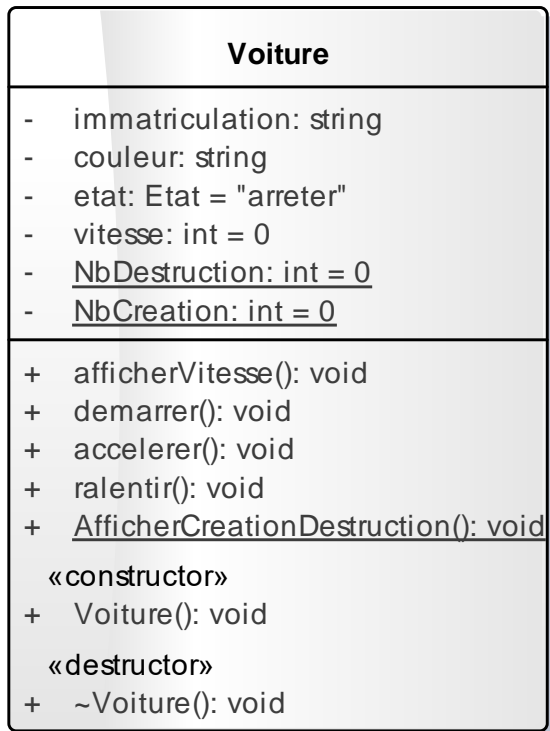 Voiture
- immatriculation: string
- couleur: string
- etat: Etat = "arreter"
- vitesse: int = 0
- NbDestruction: int = 0
- NbCreation: int = 0
+ afficherVitesse(): void
+ demarrer(): void
+ accelerer(): void
+ ralentir(): void
+ AfficherCreationDestruction(): void
«constructor»
+ Voiture(): void
«destructor»
+ ~Voiture(): void